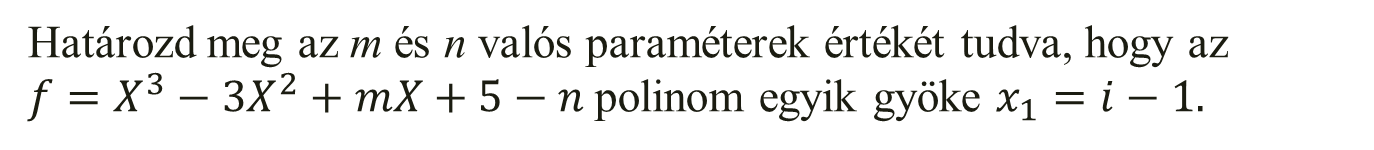 Határozd meg az m és n valós paraméterek értékét tudva, hogy az
f = X³ − 3X² + mX + 5 − n polinom egyik gyöke x₁ = i − 1.